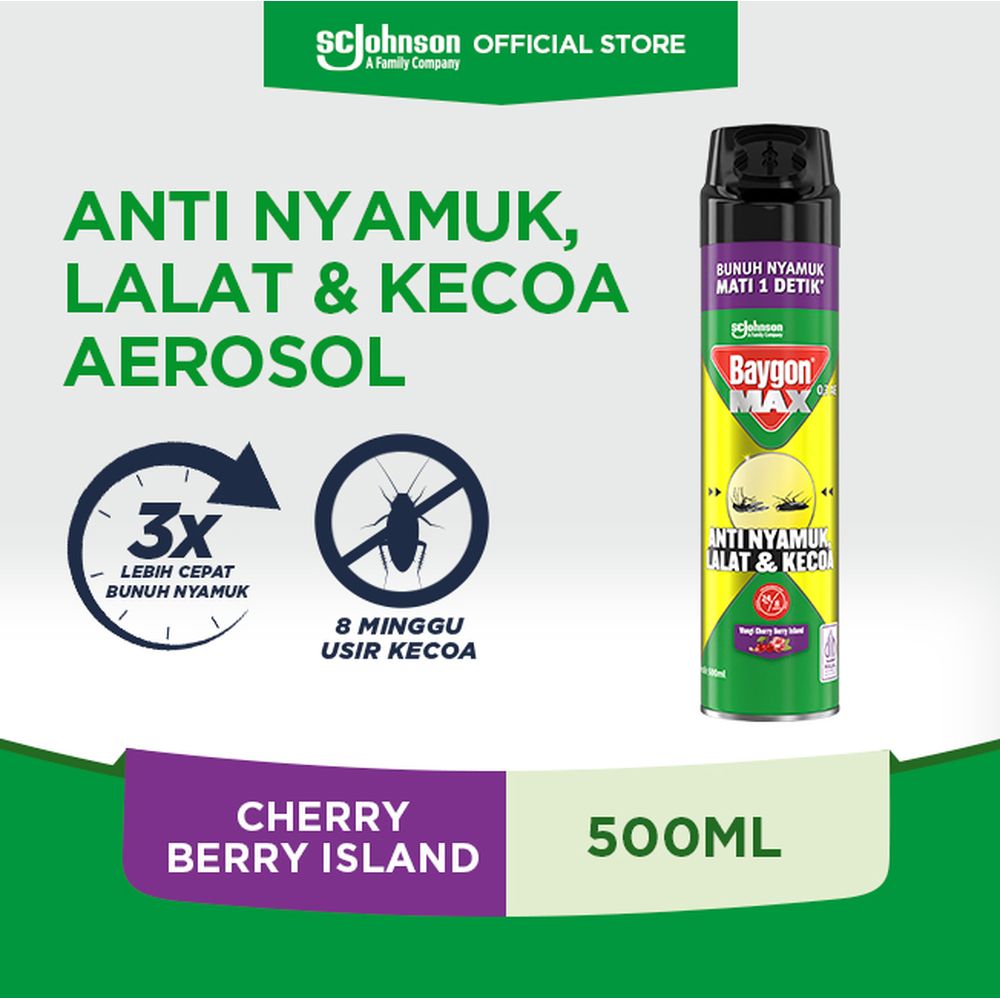 SCJohnson OFFICIAL STORE
A Family Company
ANTI NYAMUK,
LALAT & KECOA
AEROSOL
3X
LEBIH CEPAT
BUNUH NYAMUK
8 MINGGU
USIR KECOA
BUNUH NYAMUK
MATI 1 DETIK*
SCJohnson
A Family Company
Baygon®
MAX
ANTI NYAMUK,
LALAT & KECOA
Wangi Cherry Berry Island
500ml
CHERRY
BERRY ISLAND
500ML